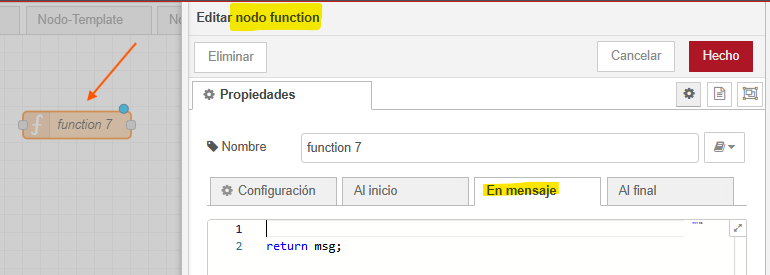 Nodo-Template
No
function 7
Editar nodo function
Eliminar
Cancelar
Hecho
Propiedades
Nombre
function 7
Configuración
Al inicio
En mensaje
Al final
1
2 return msg;